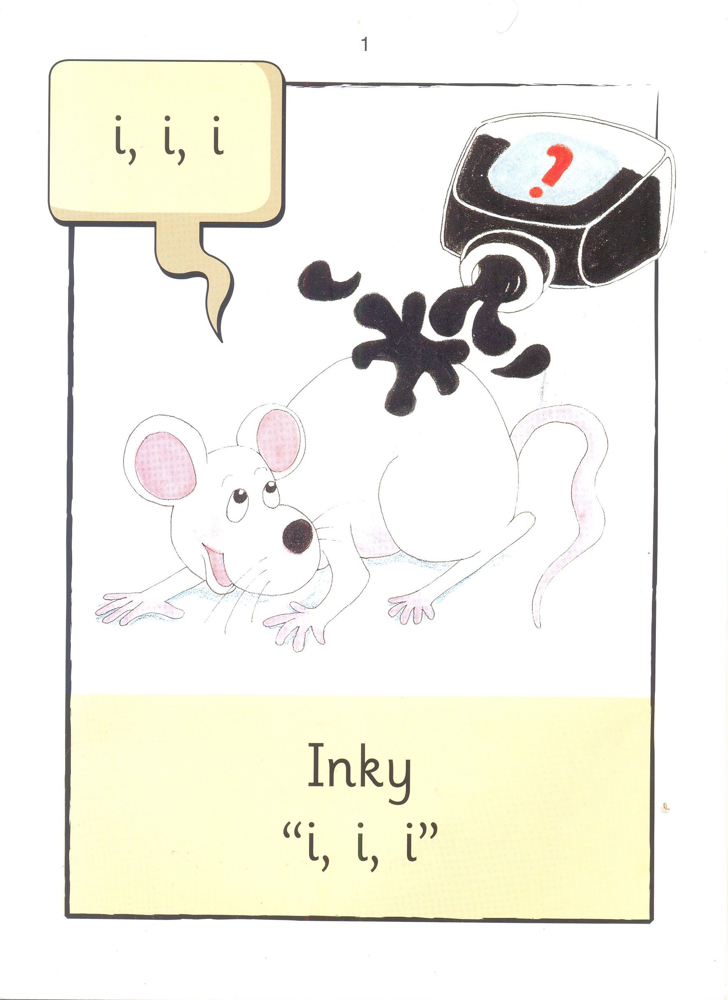 1
i, i, i
?
Inky
“i, i, i”